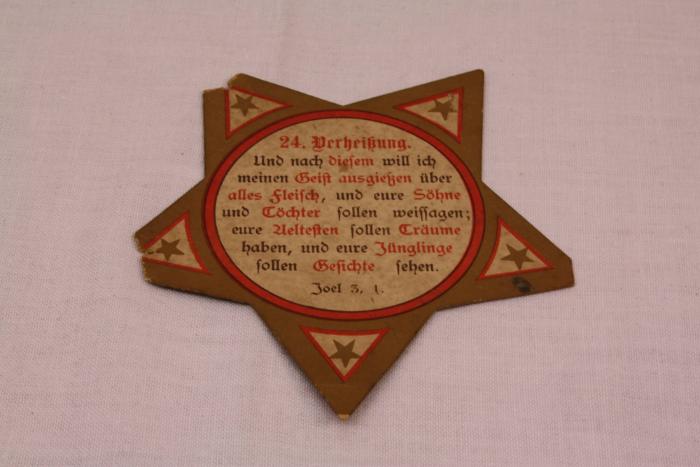 24. Verheißung.
Und nach diesem will ich
meinen Geist ausgießen über
alles Fleisch, und eure Söhne
und Töchter sollen weissagen;
eure Aeltesten sollen Träume
haben, und eure Jünglinge
sollen Gesichte sehen.
Joel 3, 1.